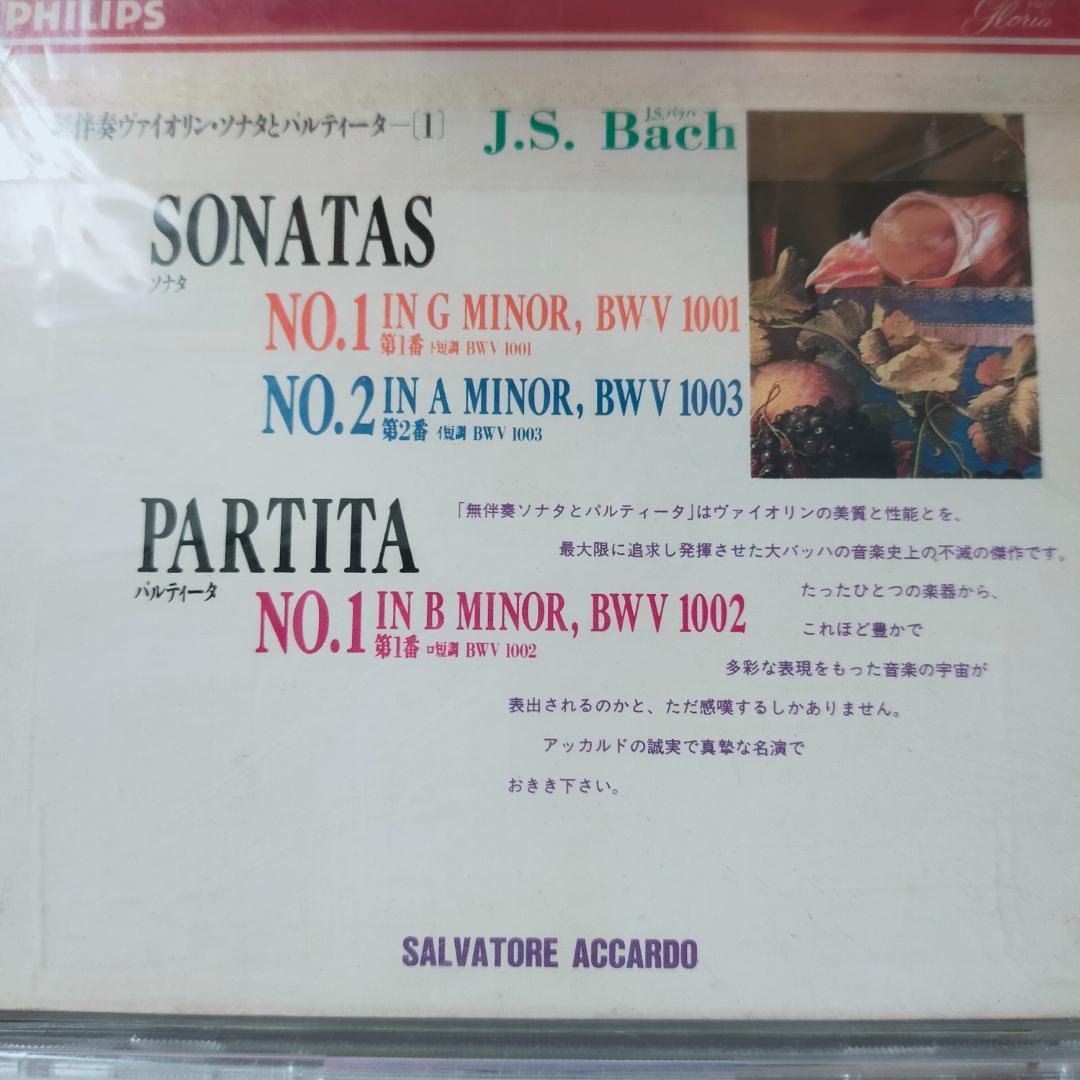 PHILIPS
Gloria
無伴奏ヴァイオリン・ソナタとパルティータ—〔1〕
J.S.バッハ
J.S. Bach
SONATAS
ソナタ
NO.1 IN G MINOR, BWV 1001
第1番 ト短調 BWV 1001
NO.2 IN A MINOR, BWV 1003
第2番 イ短調 BWV 1003
PARTITA
パルティータ
NO.1 IN B MINOR, BWV 1002
第1番 ロ短調 BWV 1002
「無伴奏ソナタとパルティータ」はヴァイオリンの美質と性能とを、
最大限に追求し発揮させた大バッハの音楽史上の不滅の傑作です。
たったひとつの楽器から、
これほど豊かで
多彩な表現をもった音楽の宇宙が
表出されるのかと、ただ感嘆するしかありません。
アッカルドの誠実で真摯な名演で
おきき下さい。
SALVATORE ACCARDO